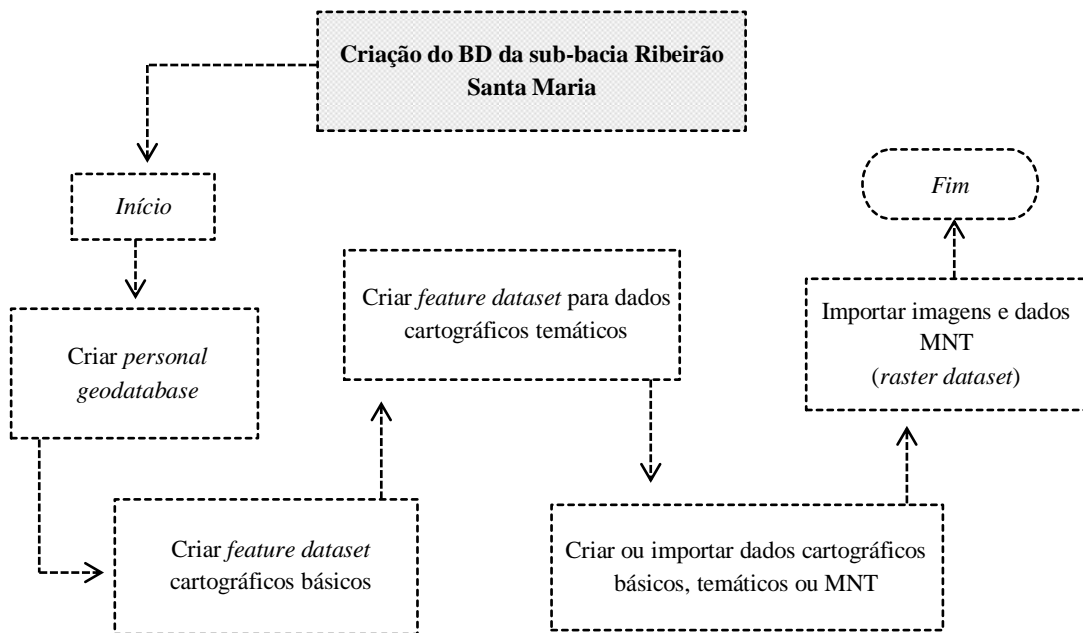 Criação do BD da sub-bacia Ribeirão
Santa Maria
Início
Criar personal
geodatabase
Criar feature dataset
cartográficos básicos
Criar feature dataset para dados
cartográficos temáticos
Criar ou importar dados cartográficos
básicos, temáticos ou MNT
Importar imagens e dados
MNT
(raster dataset)
Fim